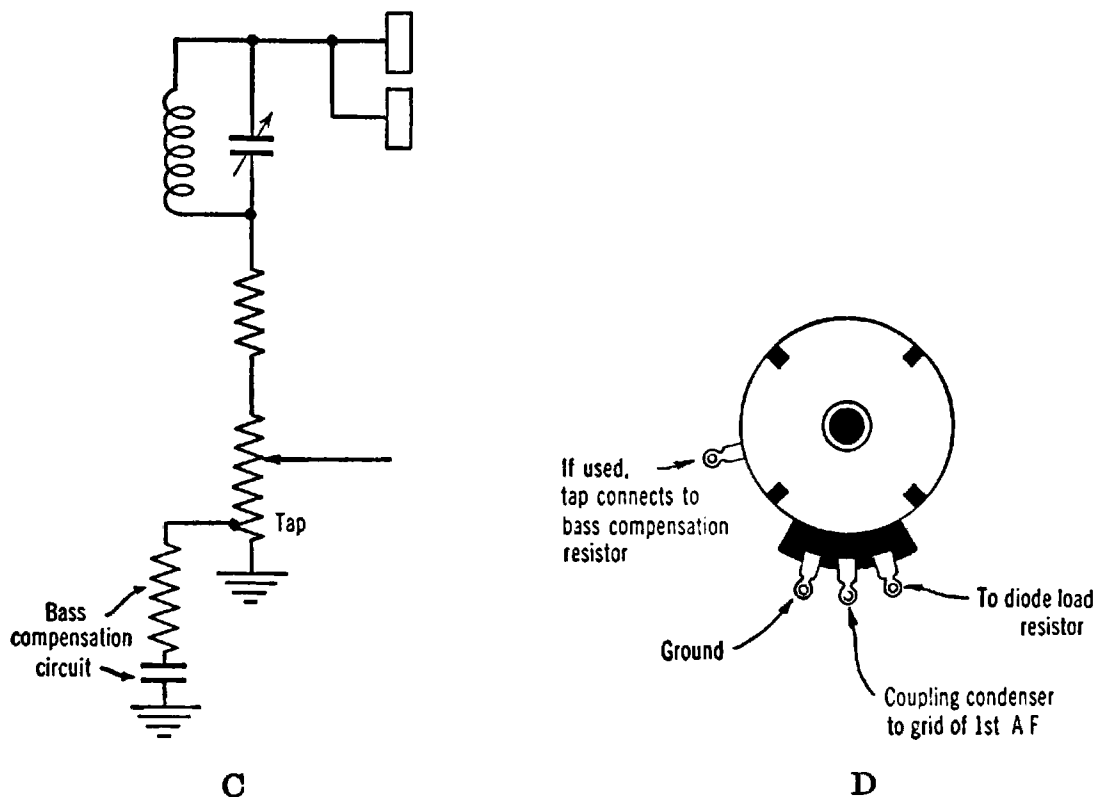 Tap
Bass
compensation
circuit
C
If used,
tap connects to
bass compensation
resistor
Ground
To diode load
resistor
Coupling condenser
to grid of 1st A F
D